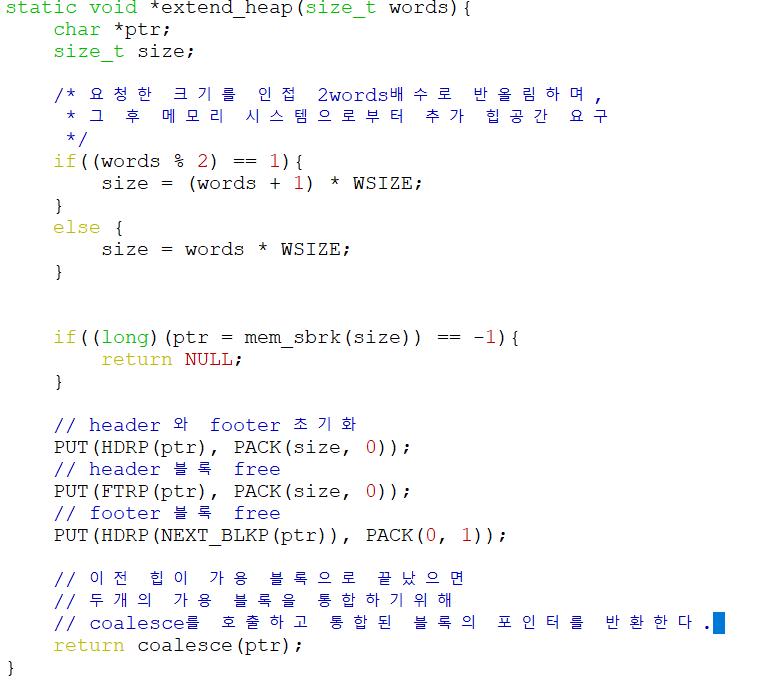 static void *extend_heap(size_t words){
    char *ptr;
    size_t size;

    /* 요청한 크기를 인접 2words배수로 반올림하며,
     * 그 후 메모리 시스템으로부터 추가 힙공간 요구
     */
    if((words % 2) == 1){
        size = (words + 1) * WSIZE;
    }
    else {
        size = words * WSIZE;
    }


    if((long)(ptr = mem_sbrk(size)) == -1){
        return NULL;
    }

    // header 와 footer 초기화
    PUT(HDRP(ptr), PACK(size, 0));
    // header 블록 free
    PUT(FTRP(ptr), PACK(size, 0));
    // footer 블록 free
    PUT(HDRP(NEXT_BLKP(ptr)), PACK(0, 1));

    // 이전 힙이 가용 블록으로 끝났으면
    // 두개의 가용 블록을 통합하기위해
    // coalesce를 호출하고 통합된 블록의 포인터를 반환한다.
    return coalesce(ptr);
}